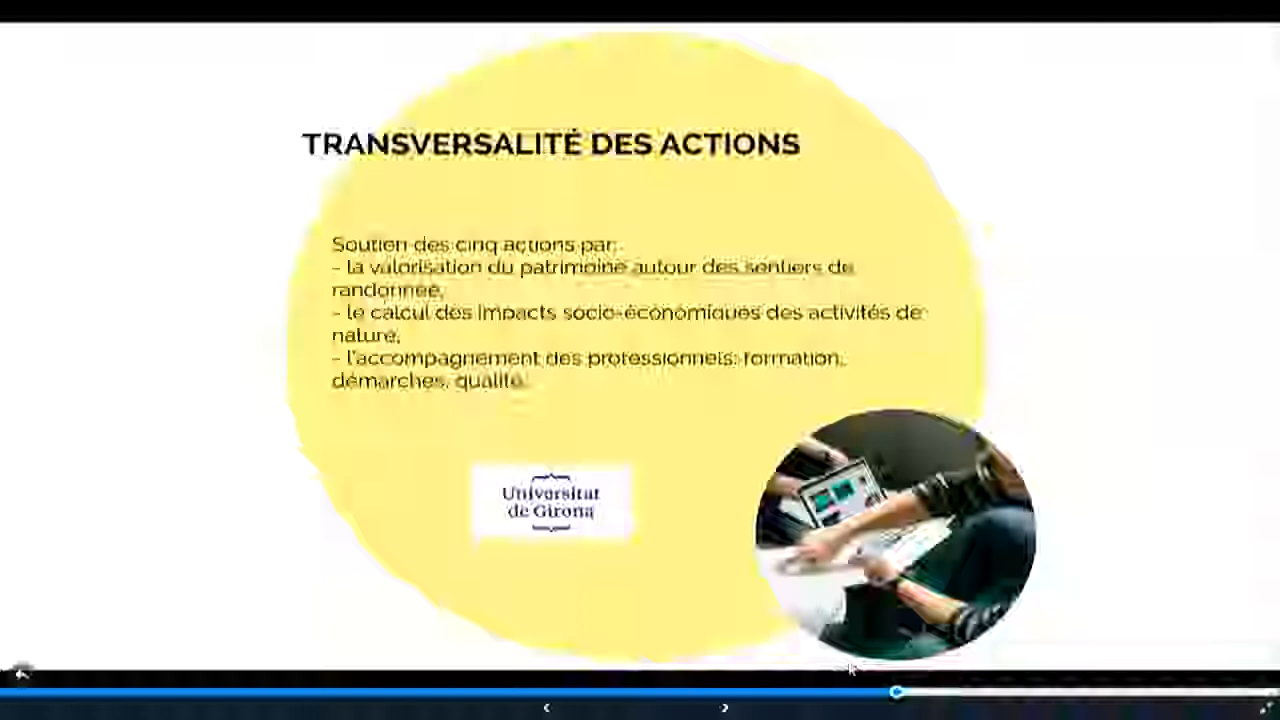 TRANSVERSALITÉ DES ACTIONS
Soutien des cinq actions par:
- la valorisation du patrimoine autour des sentiers de
randonnée,
- le calcul des impacts socio-économiques des activités de
nature,
- l'accompagnement des professionnels: formation,
démarches, qualité.
Universitat
de Girona